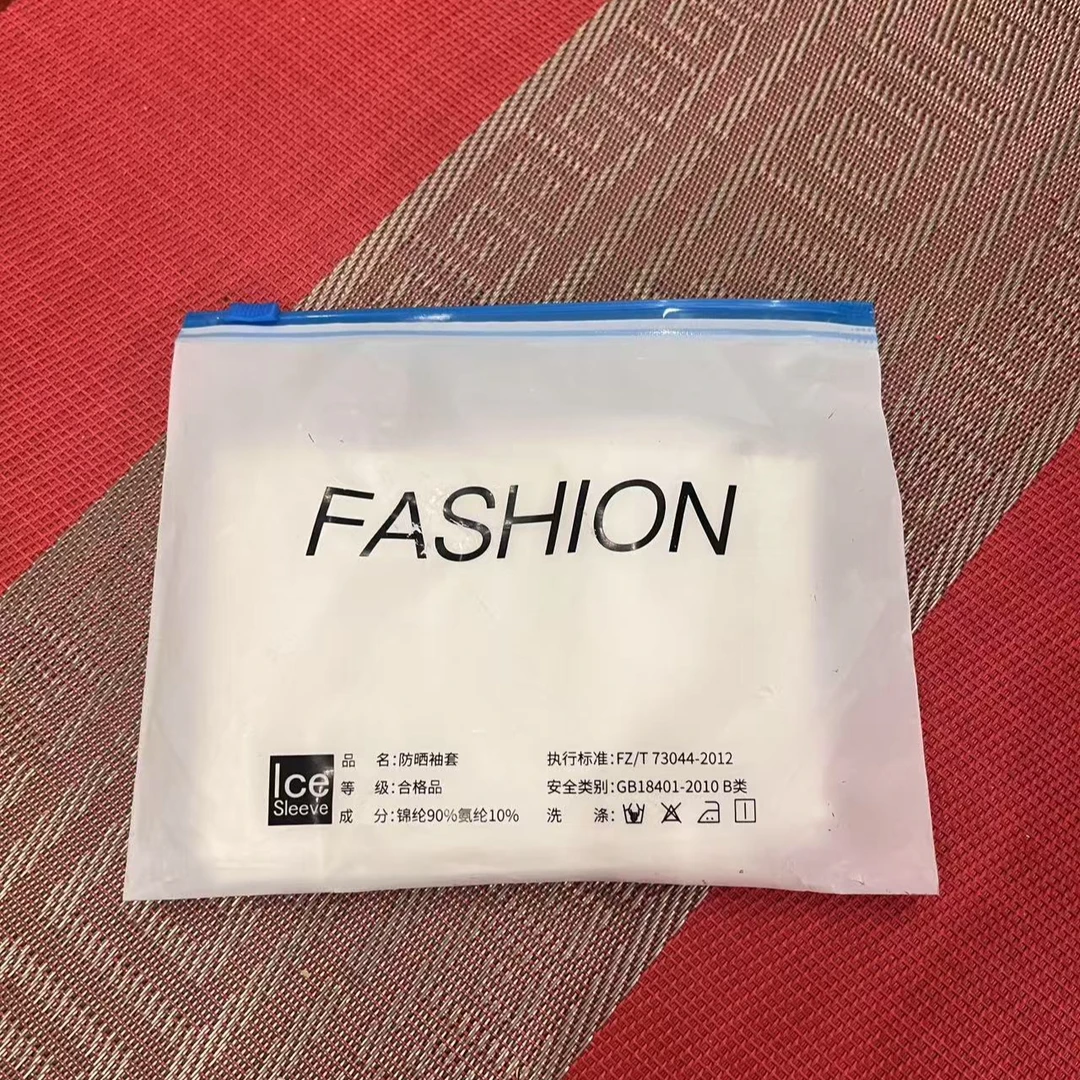 FASHION
Ice
Sleeve
品 名:防晒袖套
等 级:合格品
成 分:锦纶90%氨纶10%
执行标准:FZ/T 73044-2012
安全类别:GB18401-2010 B类
洗 涤: